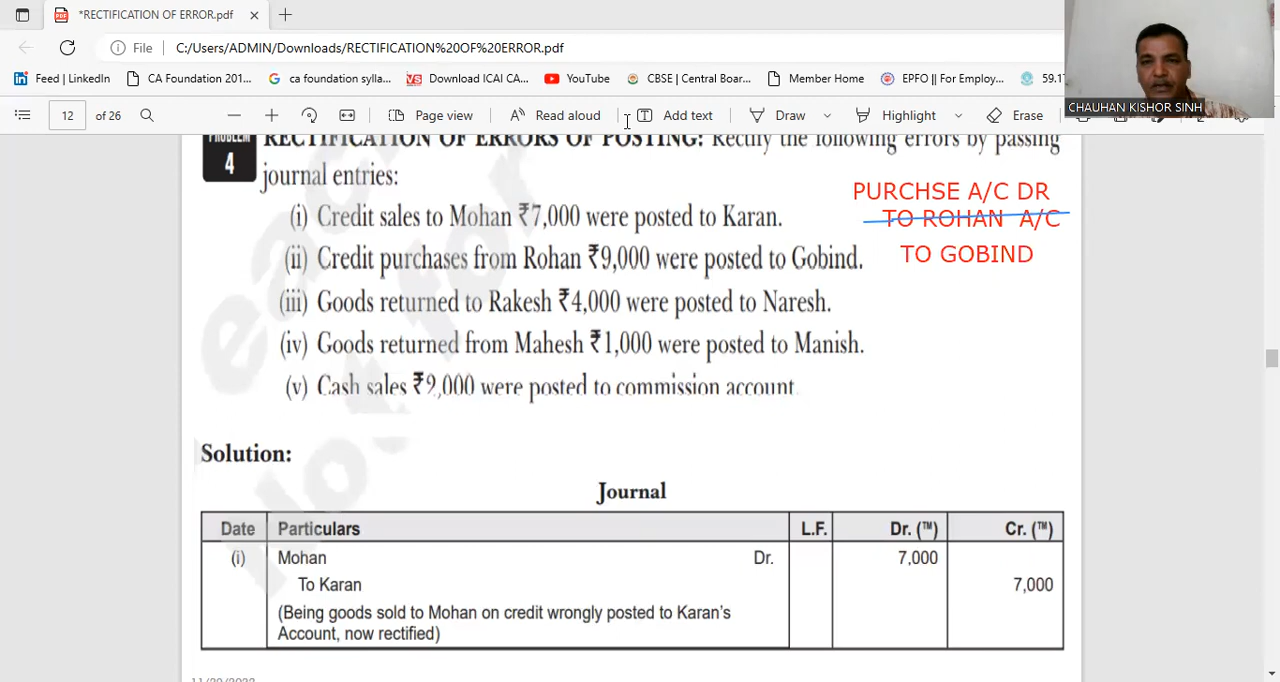 *RECTIFICATION OF ERROR.pdf
File C:/Users/ADMIN/Downloads/RECTIFICATION%20OF%20ERROR.pdf
Feed | LinkedIn CA Foundation 201... ca foundation sylla... Download ICAI CA... YouTube CBSE | Central Boar... Member Home EPFO || For Employ... 59.1
CHAUHAN KISHOR SINH
12 of 26 Page view Read aloud Add text Draw Highlight Erase
PROBLEM 4
RECTIFICATION OF ERRORS OF POSTING: Rectify the following errors by passing
journal entries:
(i) Credit sales to Mohan ₹7,000 were posted to Karan.
(ii) Credit purchases from Rohan ₹9,000 were posted to Gobind.
(iii) Goods returned to Rakesh ₹4,000 were posted to Naresh.
(iv) Goods returned from Mahesh ₹1,000 were posted to Manish.
(v) Cash sales ₹2,000 were posted to commission account
PURCHSE A/C DR
TO ROHAN A/C
TO GOBIND
Solution:
Journal
Date Particulars L.F. Dr. (™) Cr. (™)
(i) Mohan Dr. 7,000
To Karan 7,000
(Being goods sold to Mohan on credit wrongly posted to Karan's
Account, now rectified)